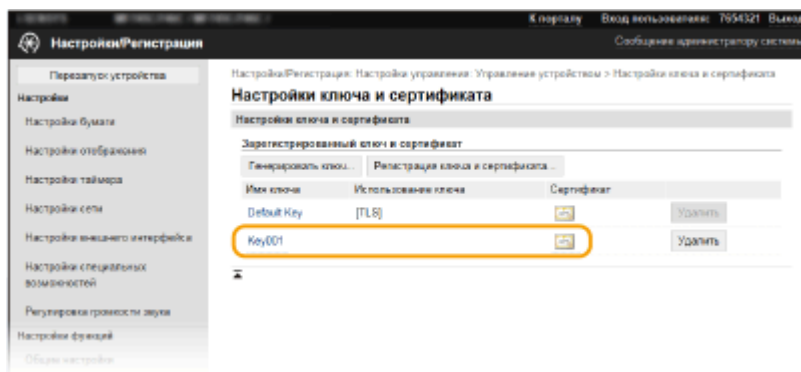 К порталу Вход пользователя: 7654321 Выход
Настройки/Регистрация
Сообщение администратору системы
Перезапуск устройства
Настройки
Настройки бумаги
Настройки отображения
Настройки таймера
Настройки сети
Настройки внешнего интерфейса
Настройки специальных
возможностей
Регулировка громкости звука
Настройки функций
Общие настройки
Настройки/Регистрация: Настройки управления: Управление устройством > Настройки ключа и сертификата
Настройки ключа и сертификата
Настройки ключа и сертификата
Зарегистрированный ключ и сертификат
Генерировать ключ... Регистрация ключа и сертификата...
Имя ключа Использование ключа Сертификат
Default Key [TLS] Удалить
Key001 Удалить